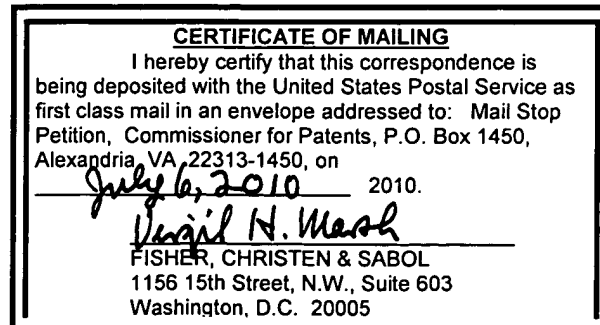 CERTIFICATE OF MAILING
I hereby certify that this correspondence is
being deposited with the United States Postal Service as
first class mail in an envelope addressed to: Mail Stop
Petition, Commissioner for Patents, P.O. Box 1450,
Alexandria, VA 22313-1450, on
July 6, 2010 2010.
Virgil H. Marsh
FISHER, CHRISTEN & SABOL
1156 15th Street, N.W., Suite 603
Washington, D.C. 20005